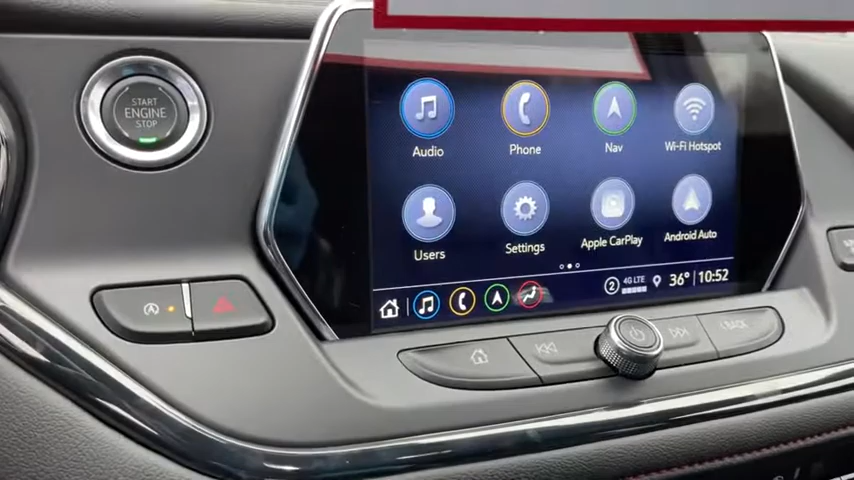 START
ENGINE
STOP
Audio
Phone
Nav
Wi-Fi Hotspot
Users
Settings
Apple CarPlay
Android Auto
2 4G LTE 36° 10:52
BACK